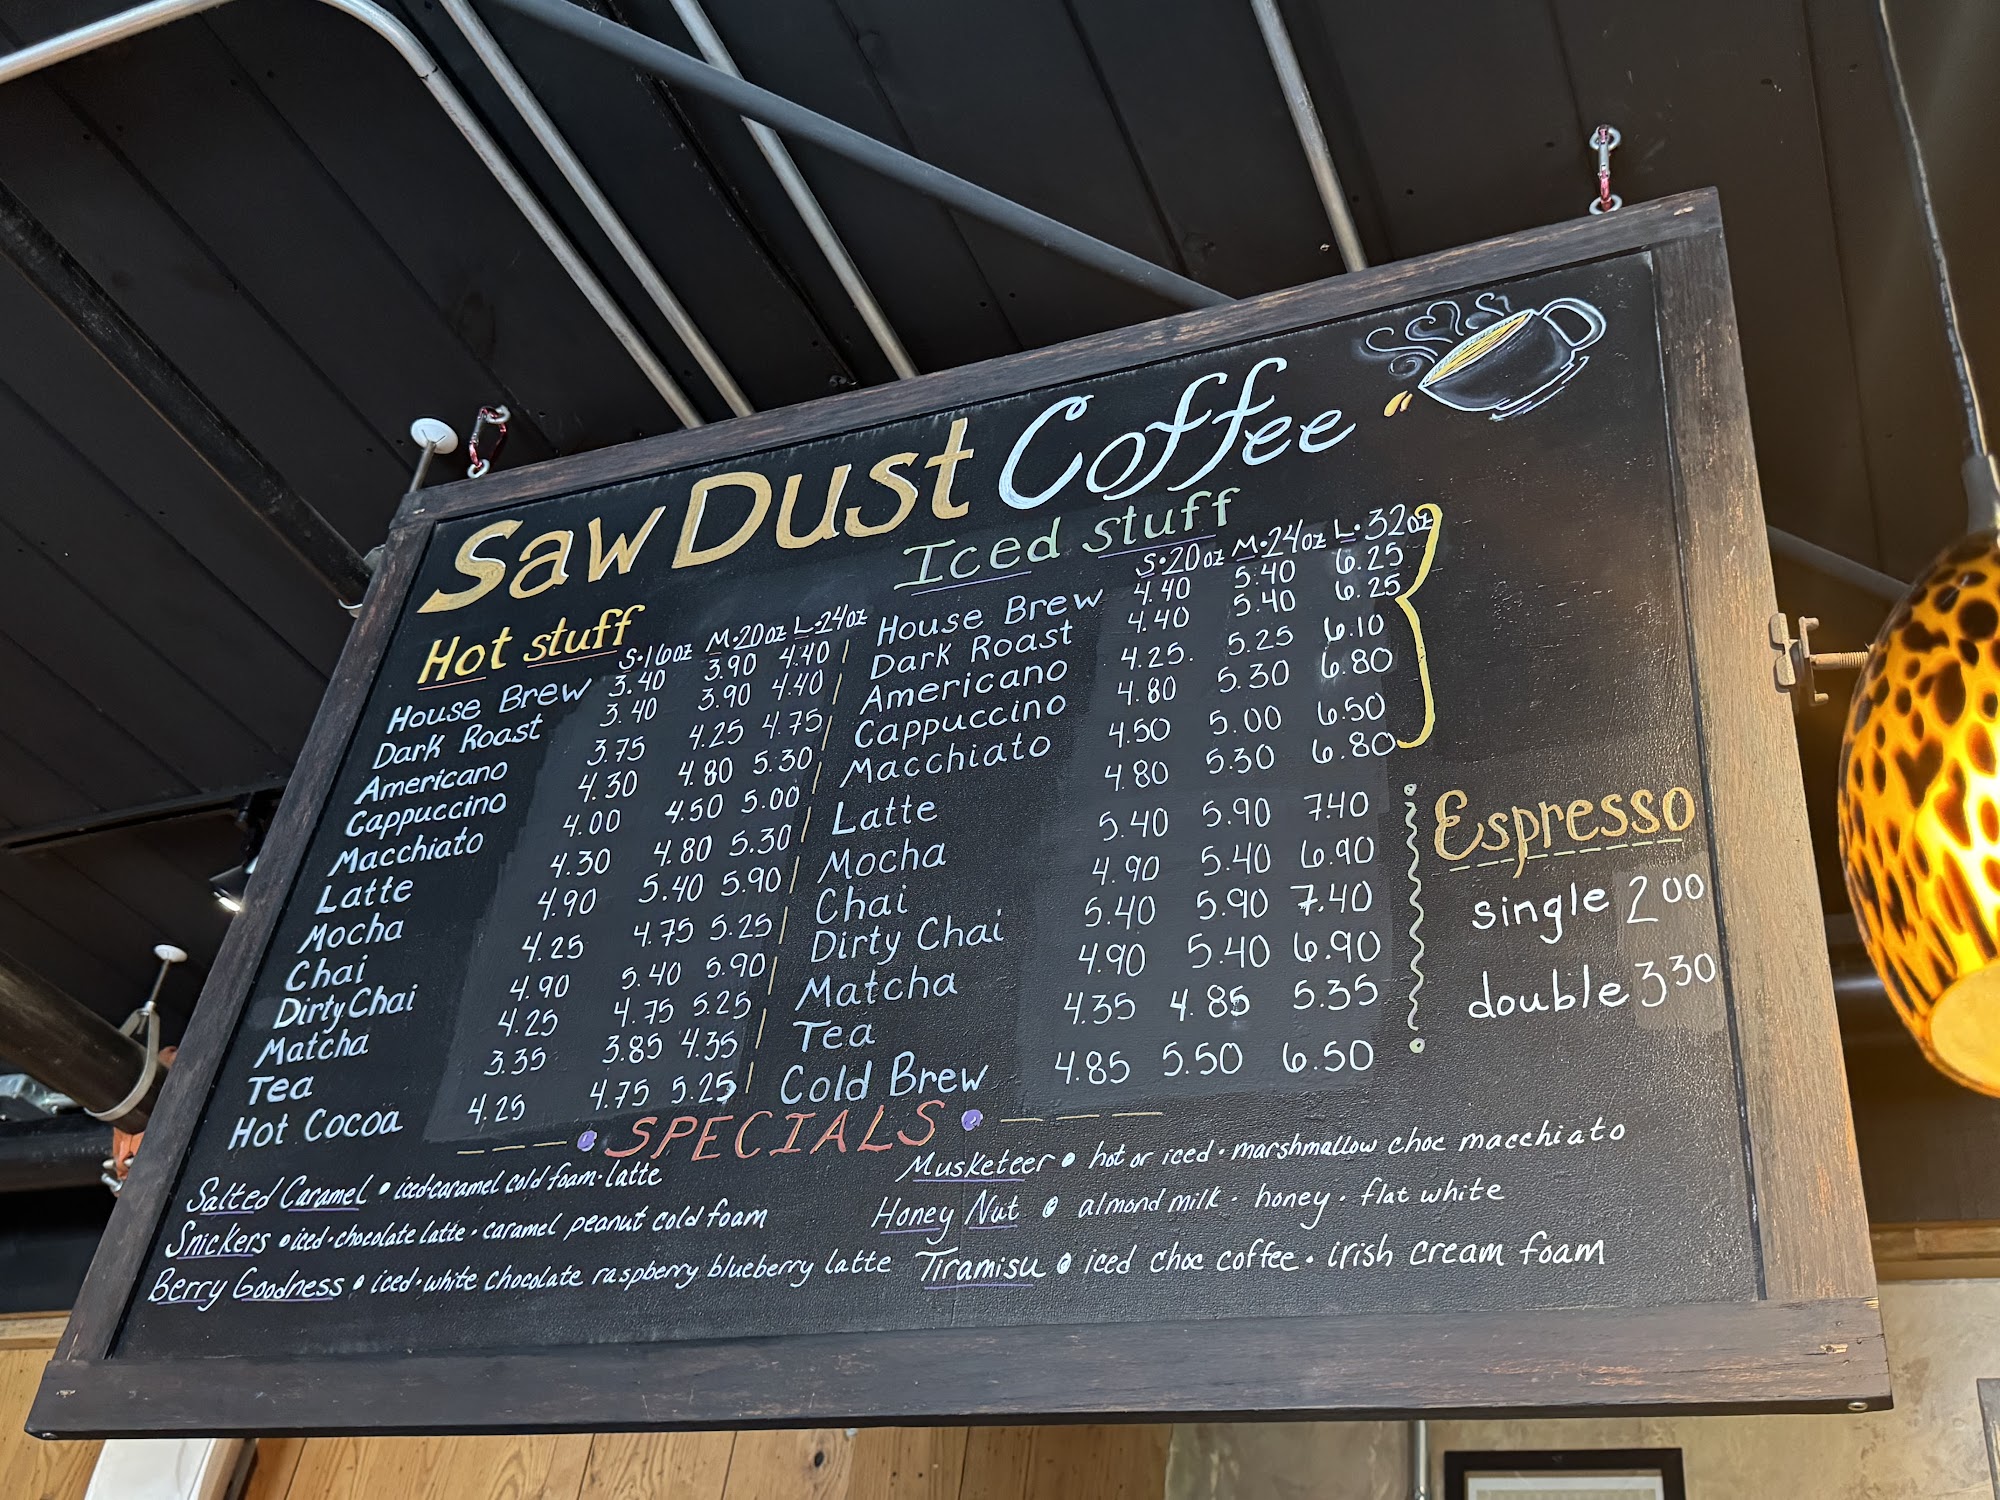 Saw Dust Coffee
Hot stuff
S•16oz M•20oz L•24oz
House Brew 3.40 3.90 4.40
Dark Roast 3.40 3.90 4.40
Americano 3.75 4.25 4.75
Cappuccino 4.30 4.80 5.30
Macchiato 4.00 4.50 5.00
Latte 4.30 4.80 5.30
Mocha 4.90 5.40 5.90
Chai 4.25 4.75 5.25
Dirty Chai 4.90 5.40 5.90
Matcha 4.25 4.75 5.25
Tea 3.35 3.85 4.35
Hot Cocoa 4.25 4.75 5.25
Iced stuff
S•20oz M•24oz L•32oz
House Brew 4.40 5.40 6.25
Dark Roast 4.40 5.40 6.25
Americano 4.25. 5.25 6.10
Cappuccino 4.80 5.30 6.80
Macchiato 4.50 5.00 6.50
Latte 4.80 5.30 6.80
Mocha 5.40 5.90 7.40
Chai 4.90 5.40 6.90
Dirty Chai 5.40 5.90 7.40
Matcha 4.90 5.40 6.90
Tea 4.35 4.85 5.35
Cold Brew 4.85 5.50 6.50
Espresso
single 2 00
double 3 30
SPECIALS
Salted Caramel • iced•caramel cold foam•latte
Snickers • iced•chocolate latte•caramel peanut cold foam
Berry Goodness • iced•white chocolate raspberry blueberry latte
Musketeer • hot or iced•marshmallow choc macchiato
Honey Nut • almond milk • honey • flat white
Tiramisu • iced choc coffee • irish cream foam